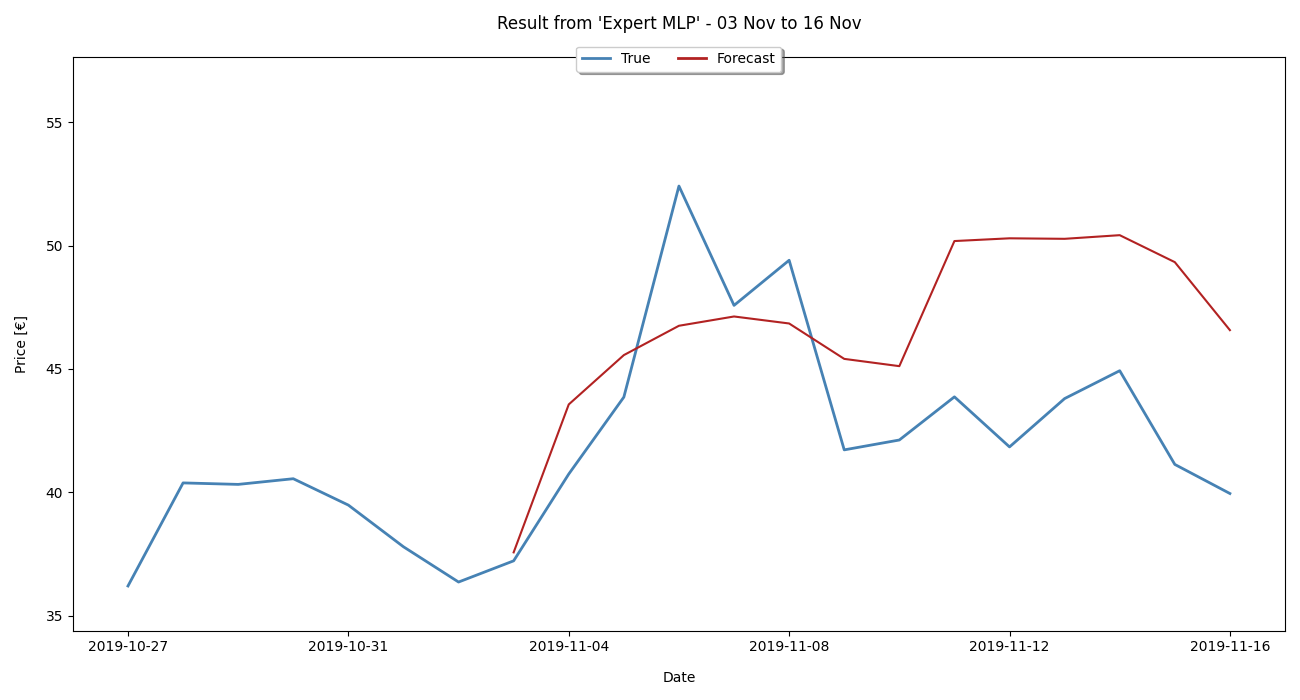 Result from 'Expert MLP' - 03 Nov to 16 Nov
True
Forecast
Price [€]
55
50
45
40
35
2019-10-27
2019-10-31
2019-11-04
2019-11-08
2019-11-12
2019-11-16
Date